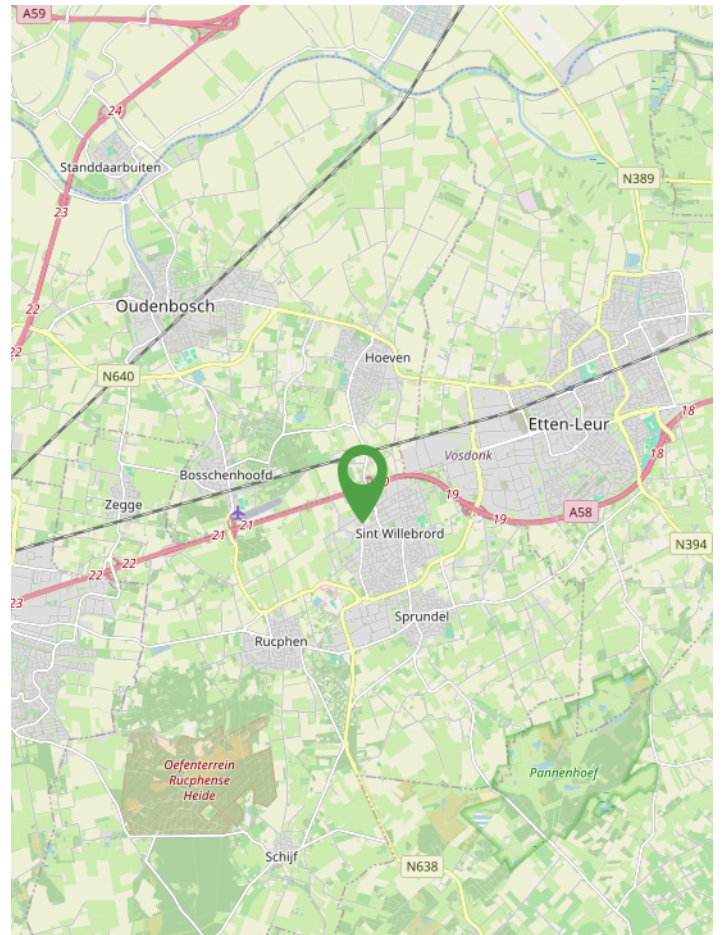 A59
24
Standdaarbuiten
N389
23
Oudenbosch
22
22
Hoeven
N640
18
Etten-Leur
Vosdonk
18
Bosschenhoofd
19
Zegge
A58
19
21
21
Sint Willebrord
N394
22
22
23
Sprundel
Rucphen
Oefenterrein
Rucphense
Heide
Pannenhoef
Schijf
N638